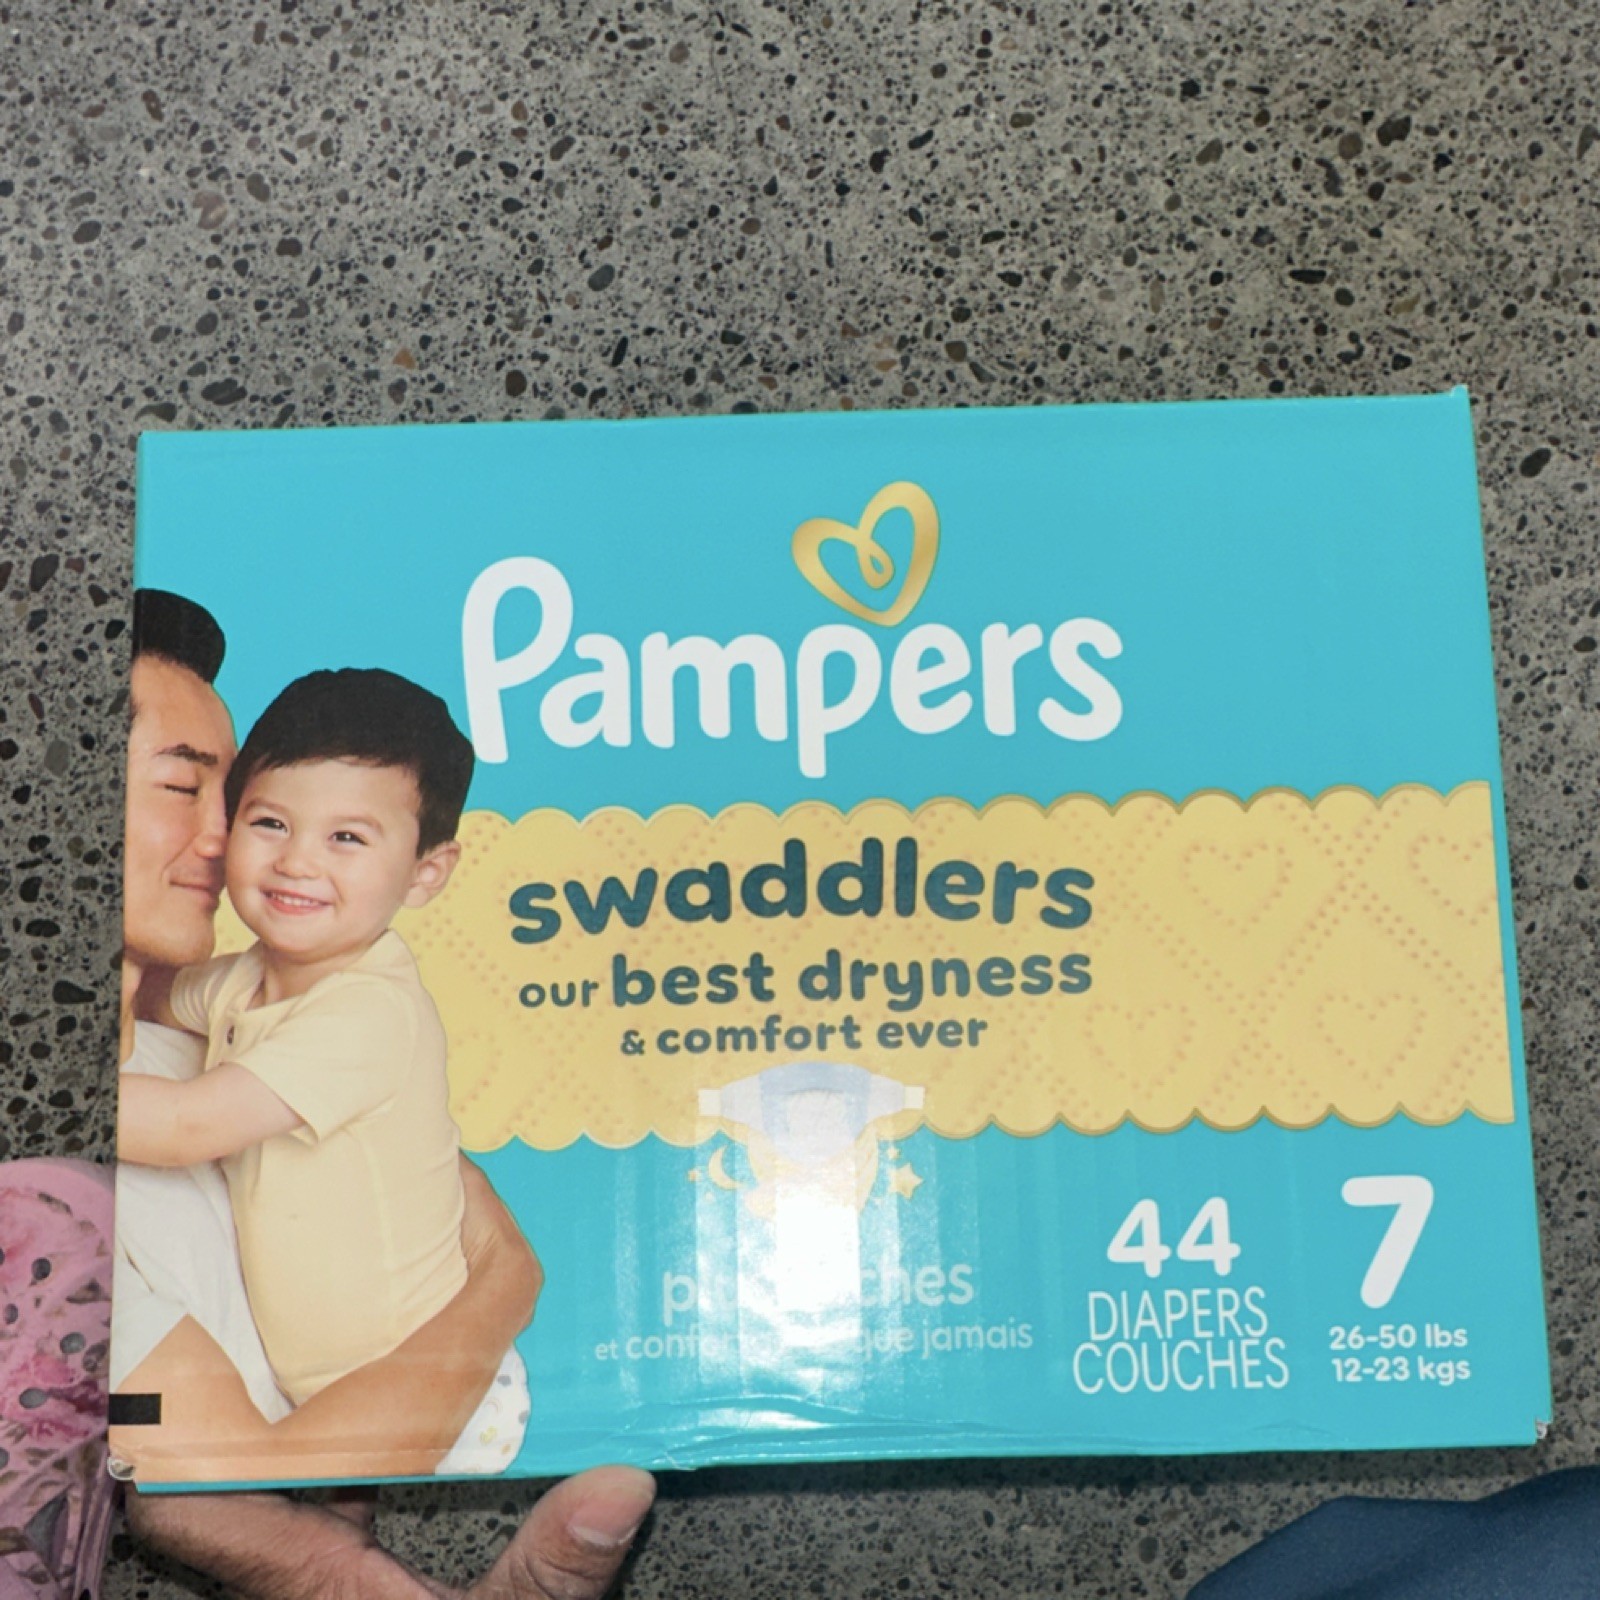 Pampers
swaddlers
our best dryness
& comfort ever
et que jamais
44
DIAPERS
COUCHES
7
26-50 lbs
12-23 kgs